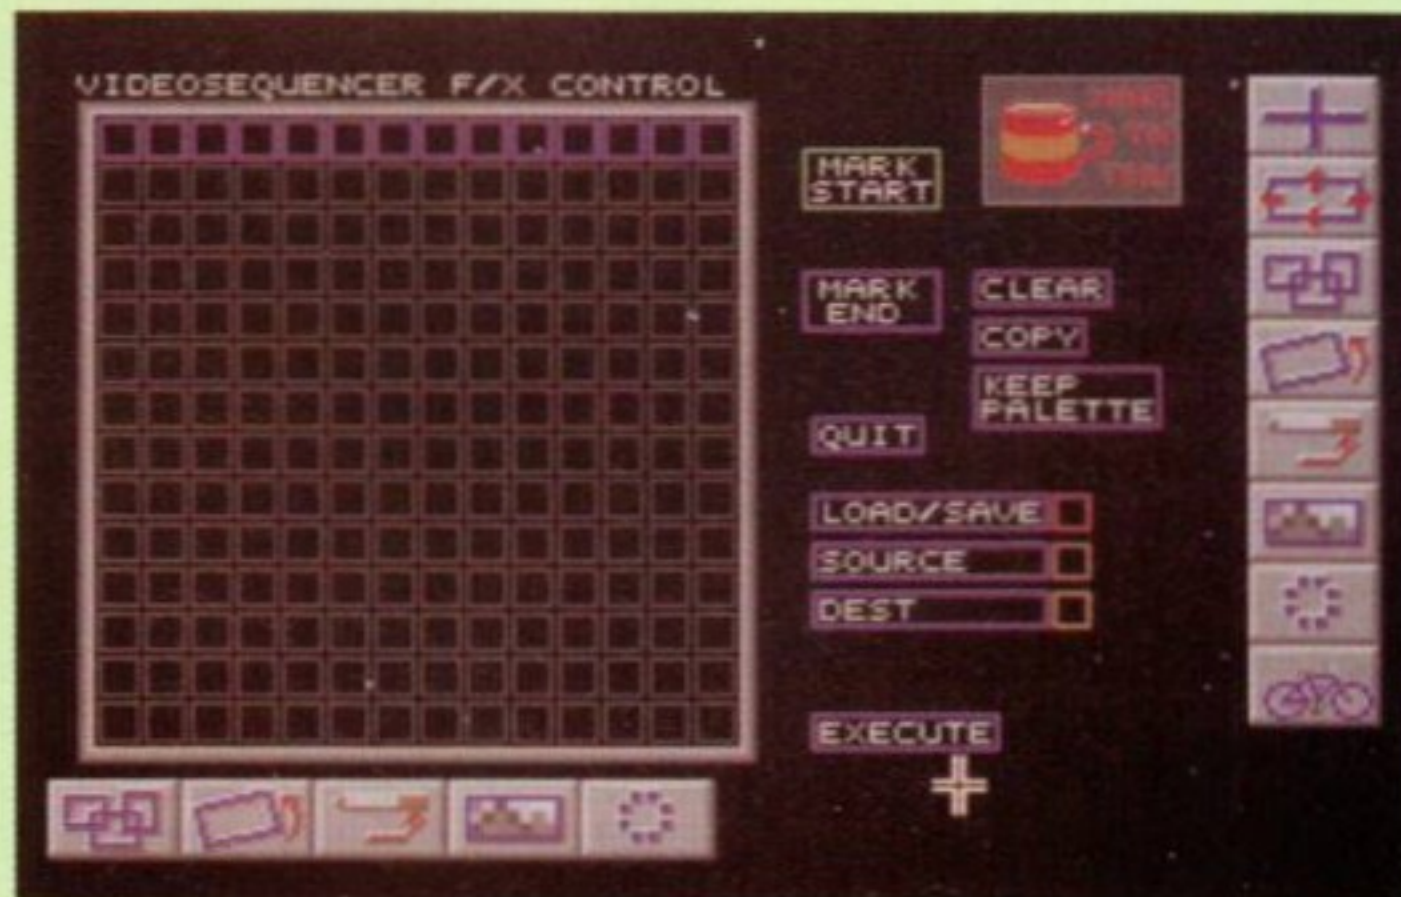 VIDEOSEQUENCER F/X CONTROL
MARK
START
MARK
END
CLEAR
COPY
KEEP
PALETTE
QUIT
LOAD/SAVE
SOURCE
DEST
EXECUTE